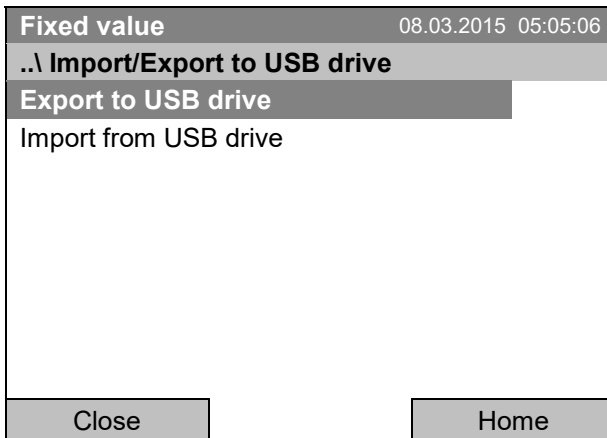 Fixed value 08.03.2015 05:05:06
..\ Import/Export to USB drive
Export to USB drive
Import from USB drive
Close Home